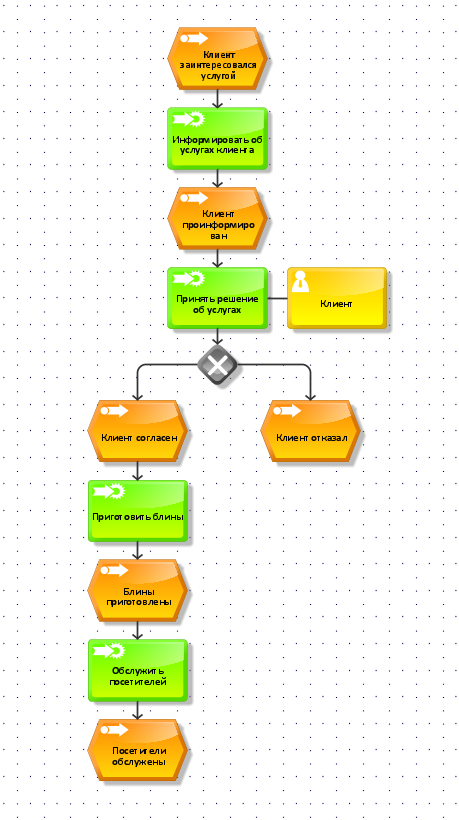 Клиент
заинтересовался
услугой
Информировать об
услугах клиента
Клиент
проинформиро
ван
Принять решение
об услугах
Клиент
Клиент согласен
Клиент отказал
Приготовить блины
Блины
приготовлены
Обслужить
посетителей
Посетители
обслужены